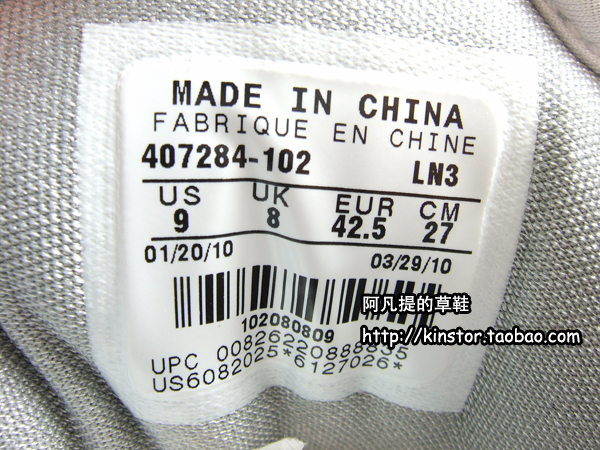 MADE IN CHINA
FABRIQUE EN CHINE
407284-102 LN3
US UK EUR CM
9 8 42.5 27
01/20/10 03/29/10
102080809
阿凡提的草鞋
http://kinstor.taobao.com
UPC 00826220888835
US6082025*6127026*